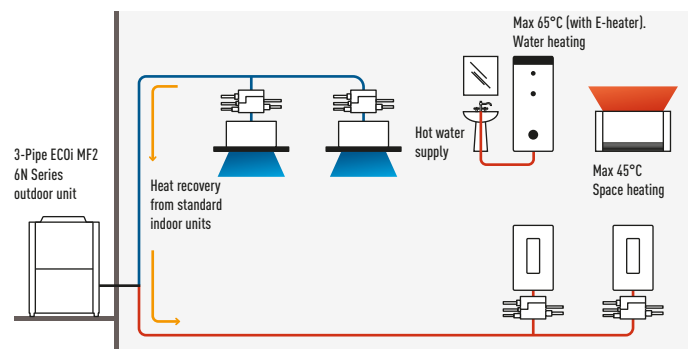 Max 65°C (with E-heater).
Water heating
Hot water
supply
3-Pipe ECOi MF2
6N Series
outdoor unit
Heat recovery
from standard
indoor units
Max 45°C
Space heating